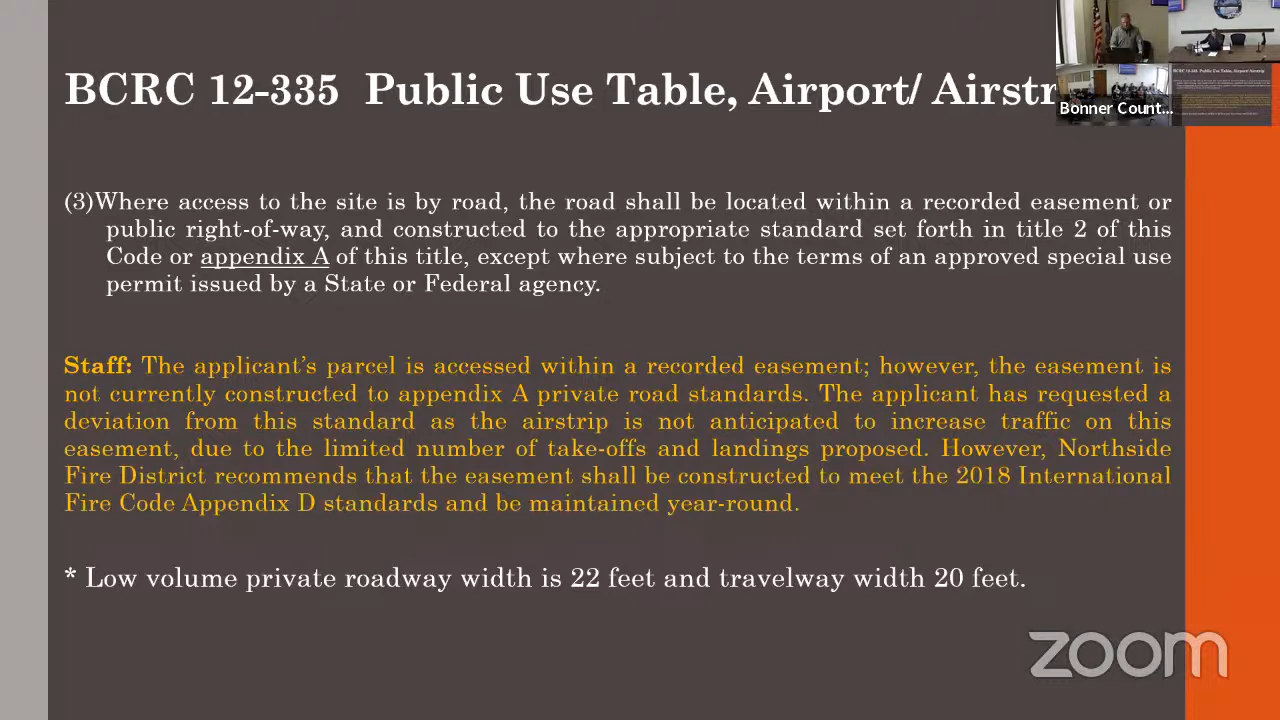 BCRC 12-335  Public Use Table, Airport/ Airstr
Bonner Count...
(3)Where access to the site is by road, the road shall be located within a recorded easement or
public right-of-way, and constructed to the appropriate standard set forth in title 2 of this
Code or appendix A of this title, except where subject to the terms of an approved special use
permit issued by a State or Federal agency.
Staff: The applicant’s parcel is accessed within a recorded easement; however, the easement is
not currently constructed to appendix A private road standards. The applicant has requested a
deviation from this standard as the airstrip is not anticipated to increase traffic on this
easement, due to the limited number of take-offs and landings proposed. However, Northside
Fire District recommends that the easement shall be constructed to meet the 2018 International
Fire Code Appendix D standards and be maintained year-round.
* Low volume private roadway width is 22 feet and travelway width 20 feet.
zoom